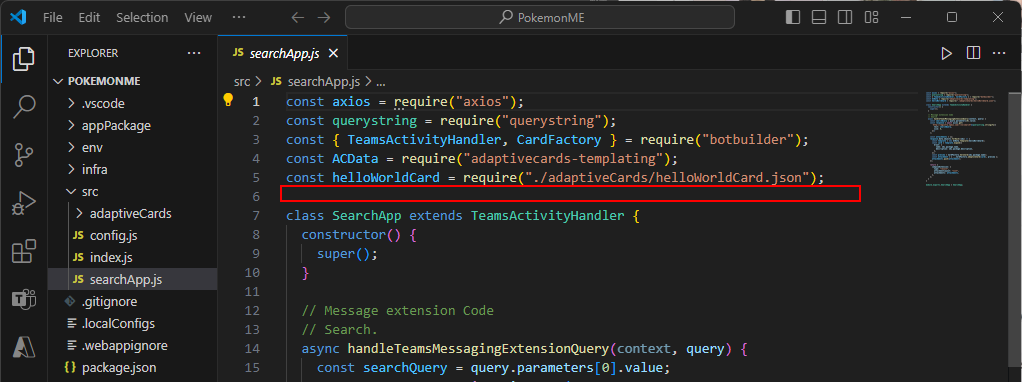 File Edit Selection View ··· PokemonME
EXPLORER ···
POKEMONME
.vscode
appPackage
env
infra
src
adaptiveCards
JS config.js
JS index.js
JS searchApp.js
.gitignore
.localConfigs
.webappignore
package.json
JS searchApp.js
src > JS searchApp.js > ...
1 const axios = require("axios");
2 const querystring = require("querystring");
3 const { TeamsActivityHandler, CardFactory } = require("botbuilder");
4 const ACData = require("adaptivecards-templating");
5 const helloWorldCard = require("./adaptiveCards/helloWorldCard.json");
6
7 class SearchApp extends TeamsActivityHandler {
8 constructor() {
9 super();
10 }
11
12 // Message extension Code
13 // Search.
14 async handleTeamsMessagingExtensionQuery(context, query) {
15 const searchQuery = query.parameters[0].value;